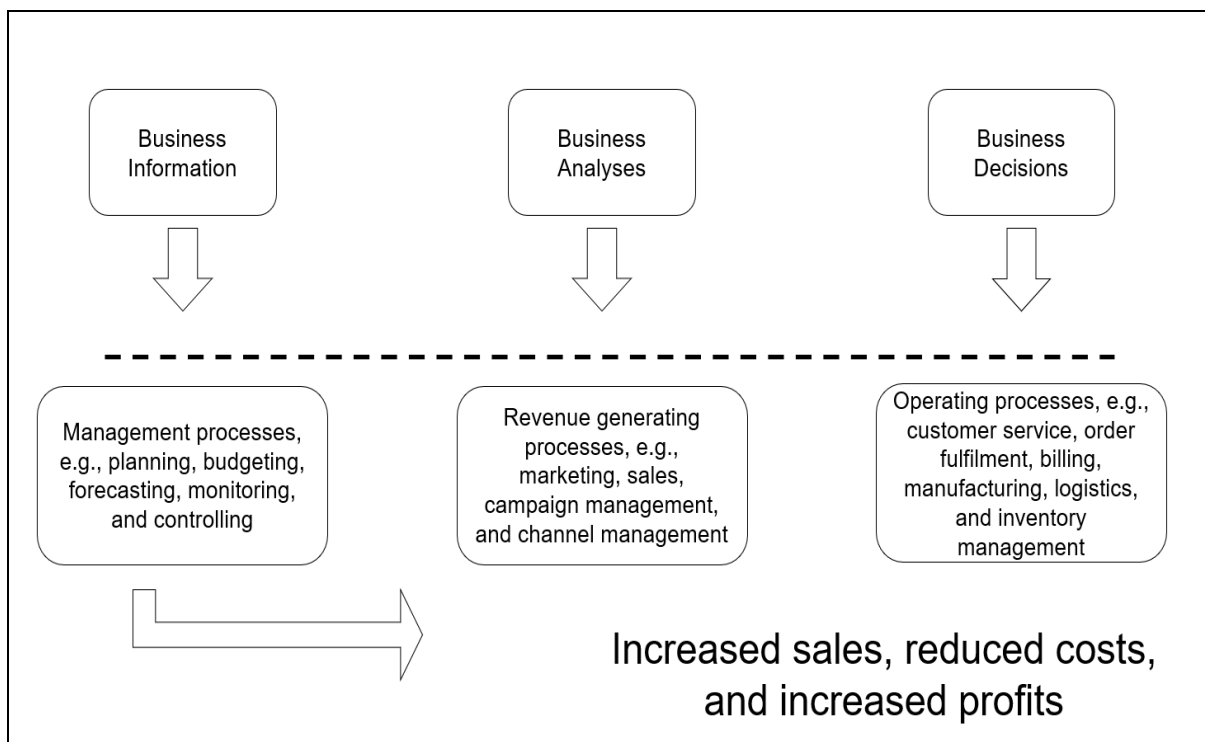 Business
Information
Business
Analyses
Business
Decisions
Management processes,
e.g., planning, budgeting,
forecasting, monitoring,
and controlling
Revenue generating
processes, e.g.,
marketing, sales,
campaign management,
and channel management
Operating processes, e.g.,
customer service, order
fulfilment, billing,
manufacturing, logistics,
and inventory
management
Increased sales, reduced costs,
and increased profits